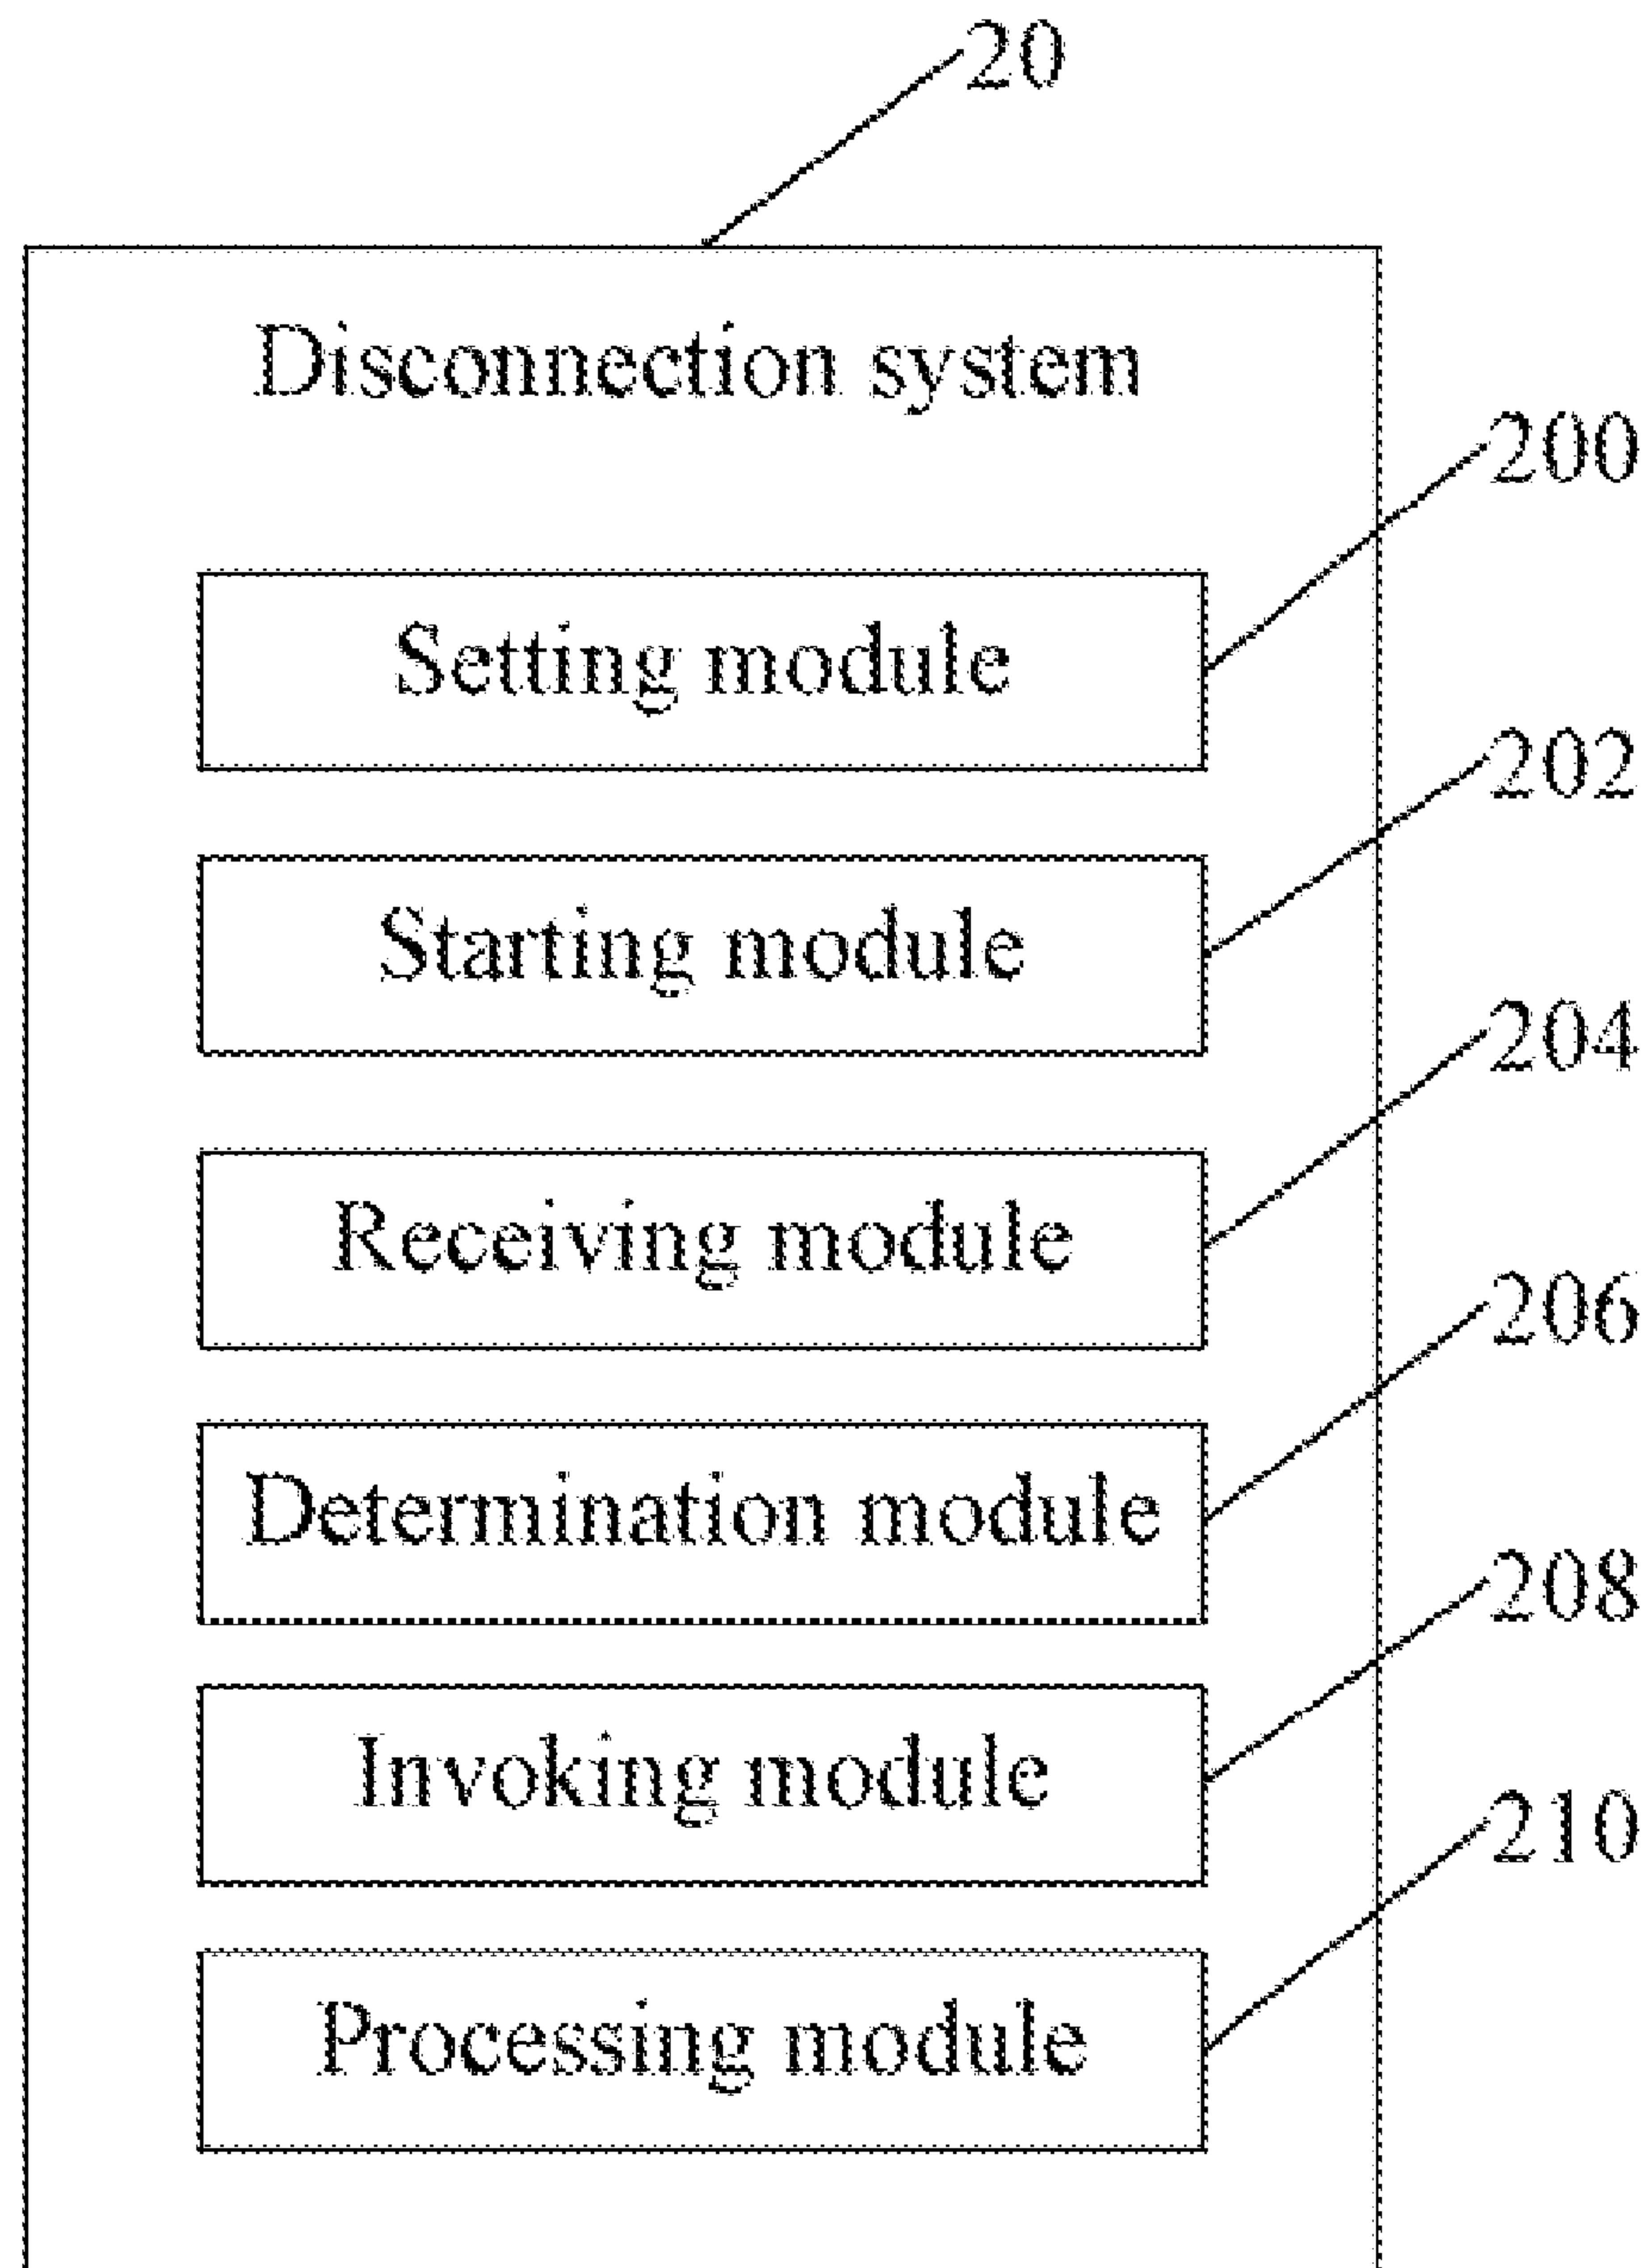 20
Disconnection system
200
Setting module
202
Starting module
204
Receiving module
206
Determination module
208
Invoking module
210
Processing module